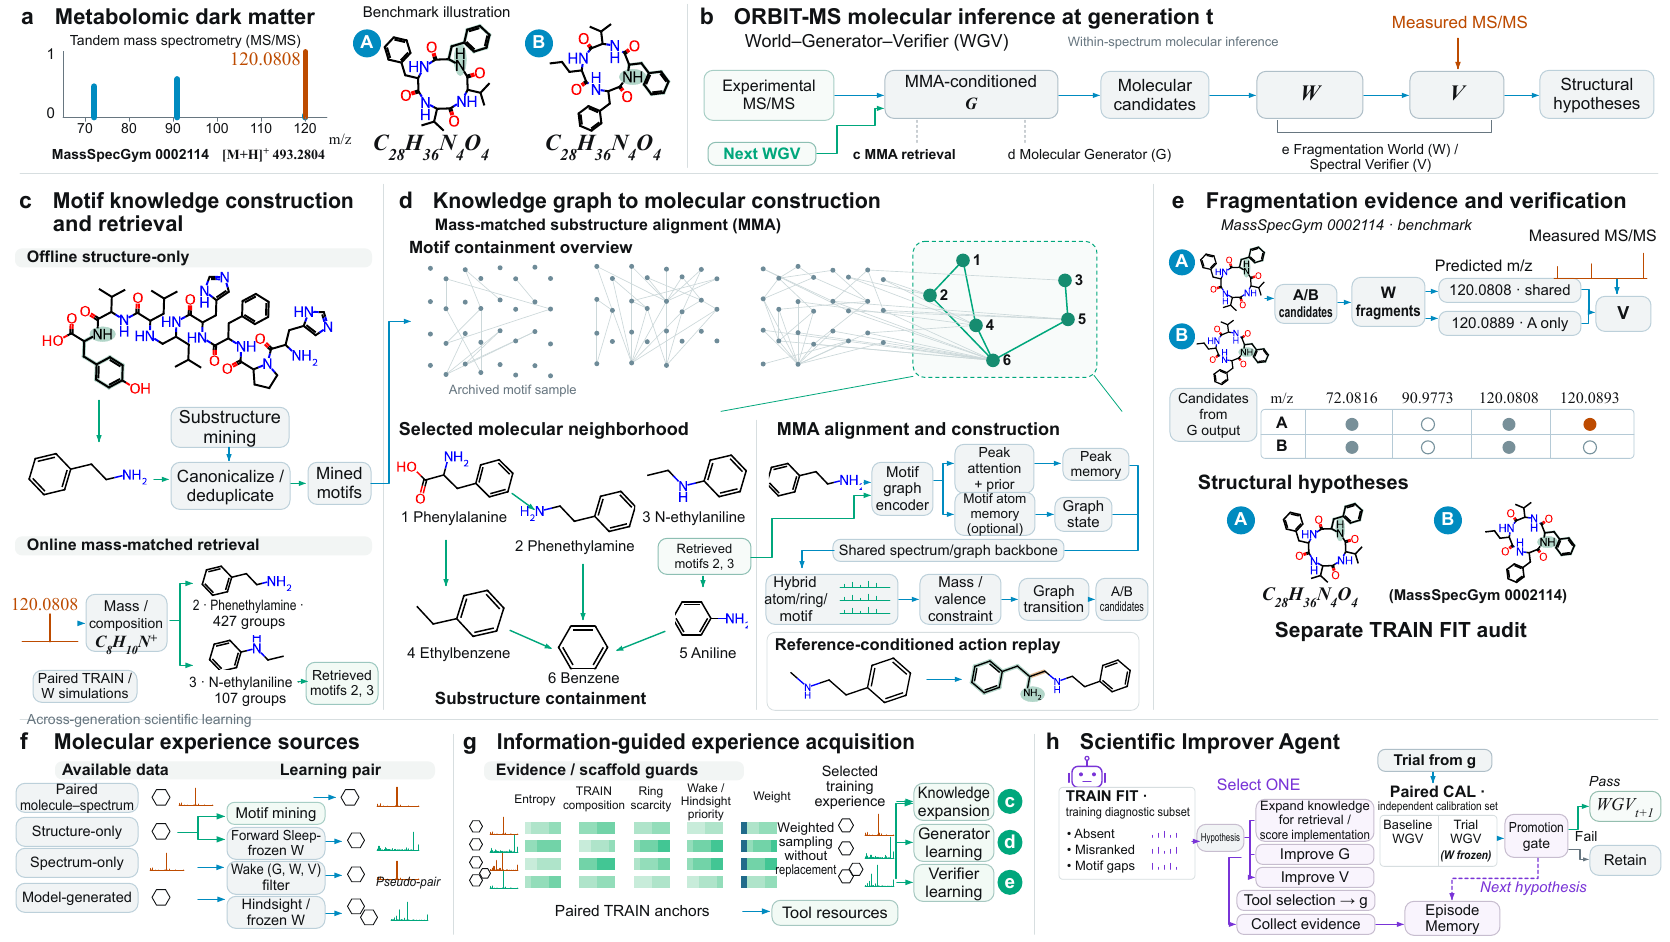 a Metabolomic dark matter
Tandem mass spectrometry (MS/MS)
120.0808
1
0
70 80 90 100 110 120
m/z
MassSpecGym 0002114 [M+H]+ 493.2804
Benchmark illustration
A
B
C28H36N4O4
C28H36N4O4
b ORBIT-MS molecular inference at generation t
World–Generator–Verifier (WGV)
Within-spectrum molecular inference
Measured MS/MS
Experimental MS/MS
MMA-conditioned G
Molecular candidates
W
V
Structural hypotheses
Next WGV
c MMA retrieval
d Molecular Generator (G)
e Fragmentation World (W) /
Spectral Verifier (V)
c Motif knowledge construction
and retrieval
Offline structure-only
Substructure mining
Canonicalize / deduplicate
Mined motifs
Online mass-matched retrieval
120.0808
Mass / composition
C8H10N+
2 · Phenethylamine ·
427 groups
3 · N-ethylaniline
107 groups
Paired TRAIN / W simulations
Retrieved motifs 2, 3
Across-generation scientific learning
d Knowledge graph to molecular construction
Mass-matched substructure alignment (MMA)
Motif containment overview
1
2
3
4
5
6
Archived motif sample
Selected molecular neighborhood
1 Phenylalanine
2 Phenethylamine
3 N-ethylaniline
4 Ethylbenzene
5 Aniline
6 Benzene
Substructure containment
Retrieved motifs 2, 3
MMA alignment and construction
Motif graph encoder
Peak attention + prior
Peak memory
Motif atom memory (optional)
Graph state
Shared spectrum/graph backbone
Hybrid atom/ring/ motif
Mass / valence constraint
Graph transition
A/B candidates
Reference-conditioned action replay
e Fragmentation evidence and verification
MassSpecGym 0002114 · benchmark
Measured MS/MS
A
B
A/B candidates
W fragments
Predicted m/z
120.0808 · shared
120.0889 · A only
V
Candidates from G output
m/z 72.0816 90.9773 120.0808 120.0893
A
B
Structural hypotheses
A
B
C28H36N4O4
(MassSpecGym 0002114)
Separate TRAIN FIT audit
f Molecular experience sources
Available data
Learning pair
Paired molecule–spectrum
Structure-only
Spectrum-only
Model-generated
Motif mining
Forward Sleep- frozen W
Wake (G, W, V) filter
Hindsight / frozen W
Pseudo-pair
g Information-guided experience acquisition
Evidence / scaffold guards
Entropy
TRAIN composition
Ring scarcity
Wake / Hindsight priority
Weight
Selected training experience
Weighted sampling without replacement
Knowledge expansion
c
Generator learning
d
Verifier learning
e
Paired TRAIN anchors
Tool resources
h Scientific Improver Agent
TRAIN FIT ·
training diagnostic subset
• Absent
• Misranked
• Motif gaps
Hypothesis
Select ONE
Expand knowledge for retrieval / score implementation
Improve G
Improve V
Tool selection → g
Collect evidence
Trial from g
Paired CAL ·
independent calibration set
Baseline WGV
Trial WGV
(W frozen)
Promotion gate
Pass
WGVt+1
Fail
Retain
Next hypothesis
Episode Memory